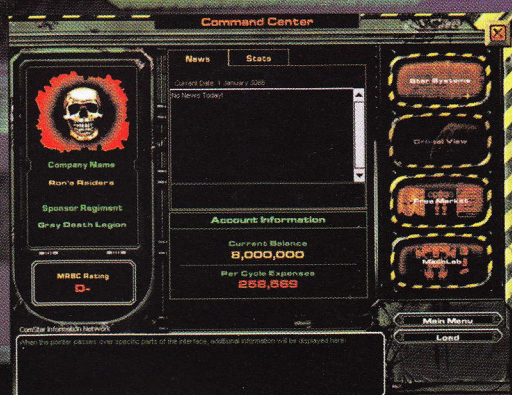 Command Center
News
Stats
Current Date: 1 January 3066
No News Today!
Company Name
Ron's Raiders
Sponsor Regiment
Gray Death Legion
MRBC Rating
D-
Account Information
Current Balance
8,000,000
Per Cycle Expenses
258,569
Star Systems
Orbital View
Free Market
MechLab
Main Menu
Load
ComStar Information Network
When the pointer passes over specific parts of the interface, additional information will be displayed here.